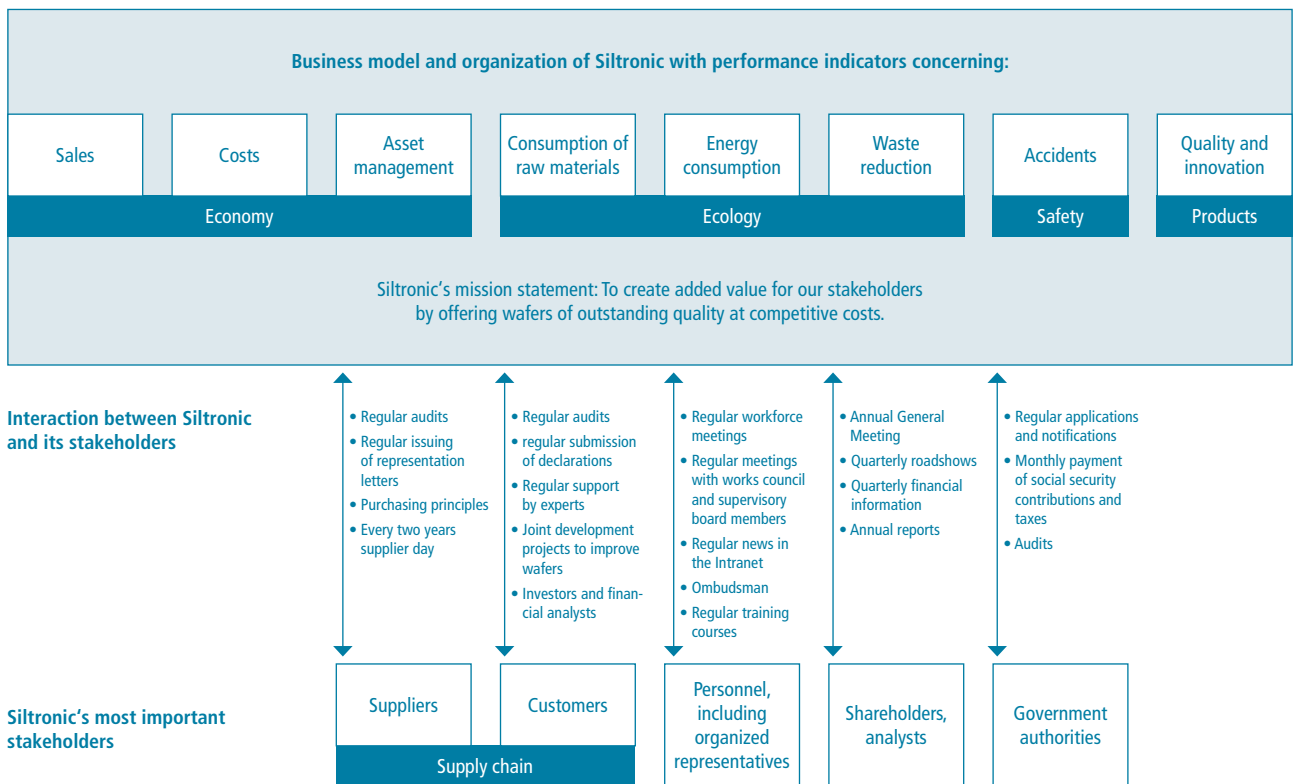 Business model and organization of Siltronic with performance indicators concerning:
Sales
Costs
Asset
management
Consumption of
raw materials
Energy
consumption
Waste
reduction
Accidents
Quality and
innovation
Economy
Ecology
Safety
Products
Siltronic's mission statement: To create added value for our stakeholders
by offering wafers of outstanding quality at competitive costs.
Interaction between Siltronic
and its stakeholders
• Regular audits
• Regular issuing
of representation
letters
• Purchasing principles
• Every two years
supplier day
• Regular audits
• regular submission
of declarations
• Regular support
by experts
• Joint development
projects to improve
wafers
• Investors and finan-
cial analysts
• Regular workforce
meetings
• Regular meetings
with works council
and supervisory
board members
• Regular news in
the Intranet
• Ombudsman
• Regular training
courses
• Annual General
Meeting
• Quarterly roadshows
• Quarterly financial
information
• Annual reports
• Regular applications
and notifications
• Monthly payment
of social security
contributions and
taxes
• Audits
Siltronic's most important
stakeholders
Suppliers
Customers
Supply chain
Personnel,
including
organized
representatives
Shareholders,
analysts
Government
authorities